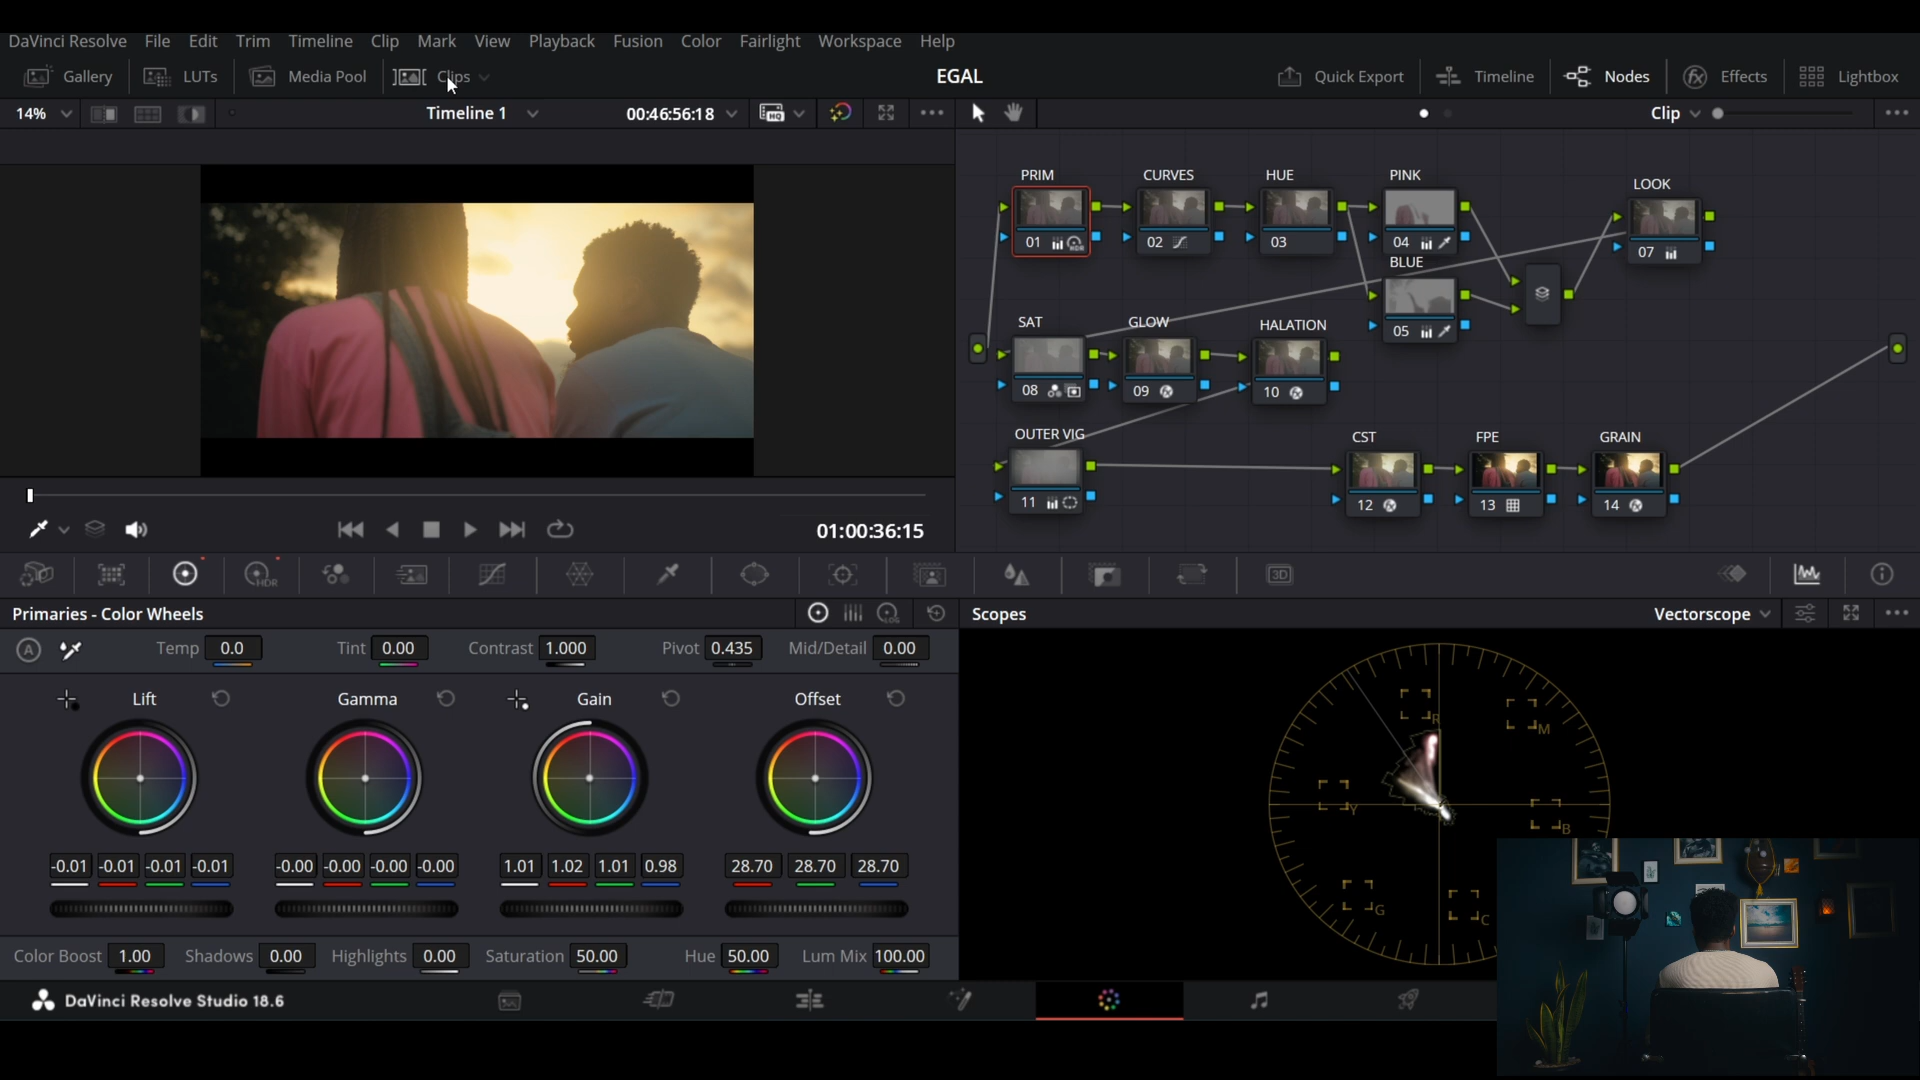 DaVinci Resolve File Edit Trim Timeline Clip Mark View Playback Fusion Color Fairlight Workspace Help
Gallery LUTs Media Pool Clips EGAL Quick Export Timeline Nodes Effects Lightbox
14% Timeline 1 00:46:56:18 HQ Clip
PRIM CURVES HUE PINK LOOK
01 HDR 02 03 04 07
BLUE
05
SAT GLOW HALATION
08 09 10
OUTER VIG CST FPE GRAIN
11 12 13 14
01:00:36:15
HDR 3D
Primaries - Color Wheels LOG Scopes Vectorscope
A Temp 0.0 Tint 0.00 Contrast 1.000 Pivot 0.435 Mid/Detail 0.00
Lift Gamma Gain Offset
R M Y B G C
-0.01 -0.01 -0.01 -0.01 -0.00 -0.00 -0.00 -0.00 1.01 1.02 1.01 0.98 28.70 28.70 28.70
Color Boost 1.00 Shadows 0.00 Highlights 0.00 Saturation 50.00 Hue 50.00 Lum Mix 100.00
DaVinci Resolve Studio 18.6